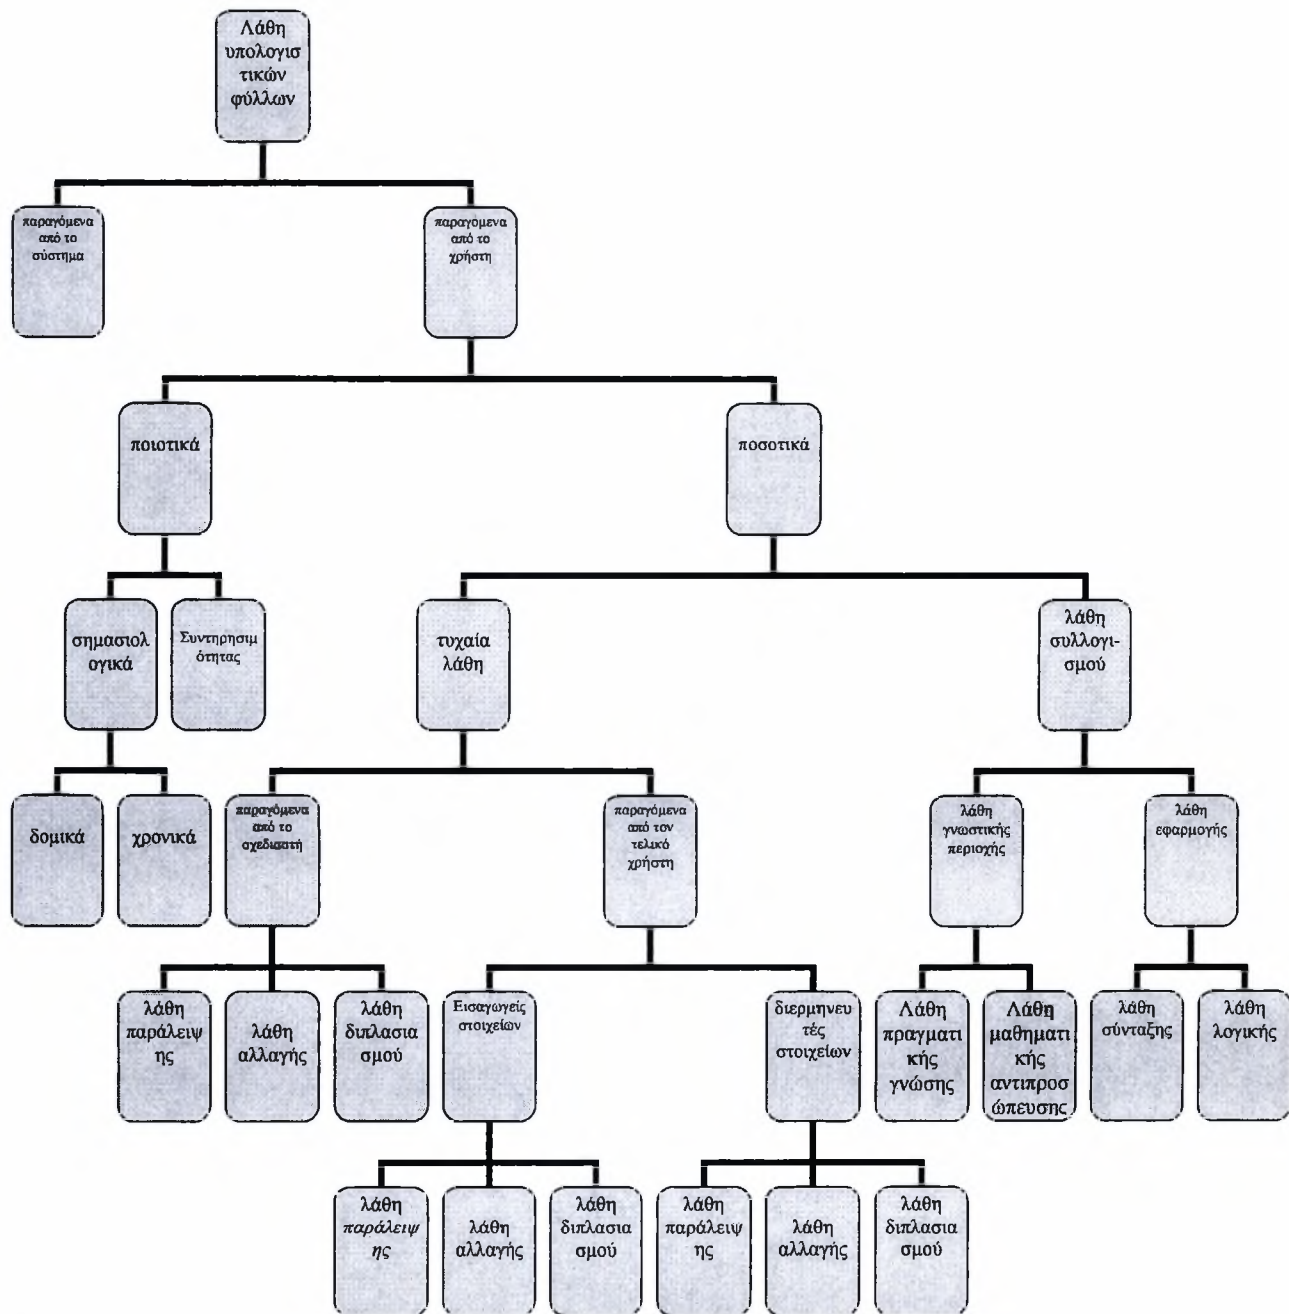 Λάθη
υπολογισ
τικών
φύλλων
παραγόμενα
από το
σύστημα
παραγόμενα
από το
χρήστη
ποιοτικά
ποσοτικά
σημασιολ
ογικά
Συντηρησιμ
ότητας
τυχαία
λάθη
λάθη
συλλογι-
σμού
δομικά
χρονικά
παραγόμενα
από το
σχεδιαστή
παραγόμενα
από τον
τελικό
χρήστη
λάθη
γνωστικής
περιοχής
λάθη
εφαρμογής
λάθη
παράλειψ
ης
λάθη
αλλαγής
λάθη
διπλασια
σμού
Εισαγωγείς
στοιχείων
διερμηνευ
τές
στοιχείων
Λάθη
πραγματι
κής
γνώσης
Λάθη
μαθηματι
κής
αντιπροσ
ώπευσης
λάθη
σύνταξης
λάθη
λογικής
λάθη
παράλειψ
ης
λάθη
αλλαγής
λάθη
διπλασια
σμού
λάθη
παράλειψ
ης
λάθη
αλλαγής
λάθη
διπλασια
σμού